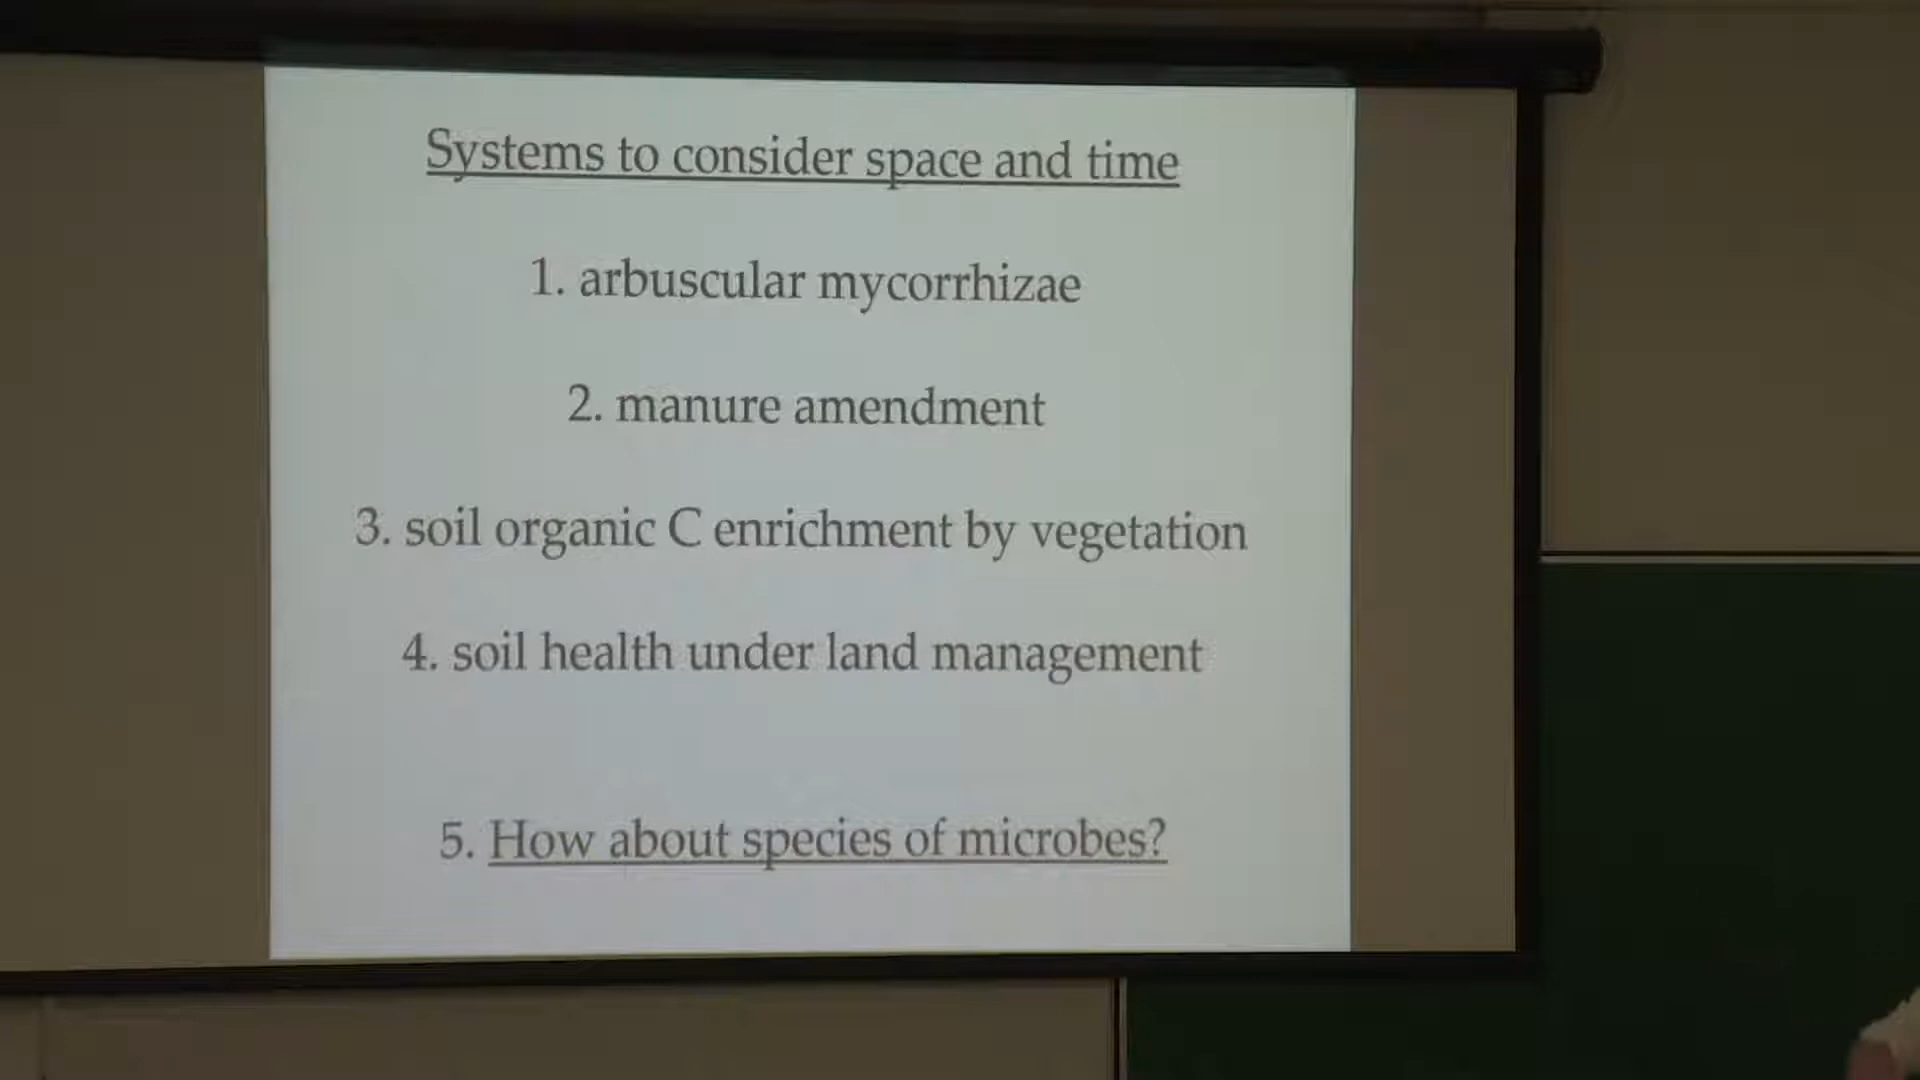 Systems to consider space and time
1. arbuscular mycorrhizae
2. manure amendment
3. soil organic C enrichment by vegetation
4. soil health under land management
5. How about species of microbes?